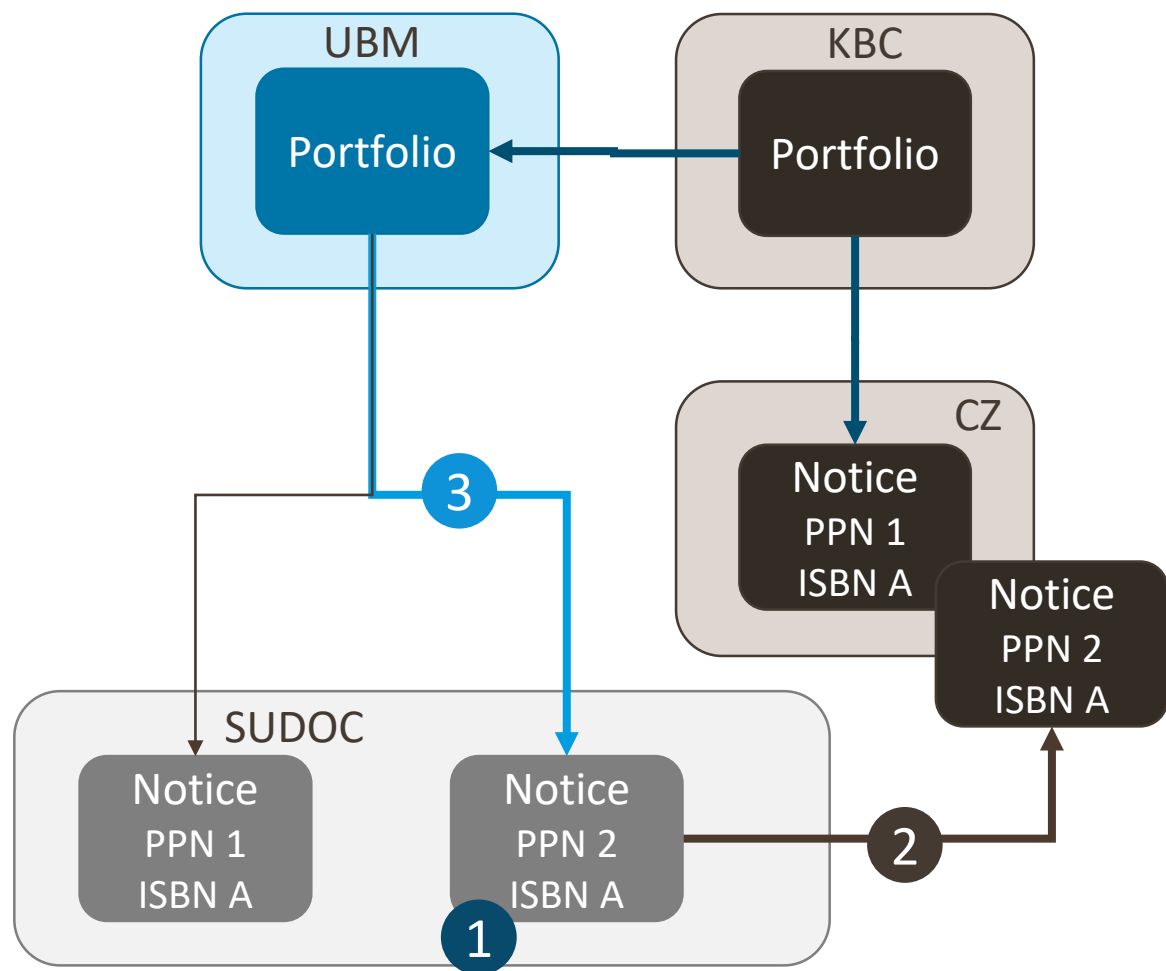 UBM
Portfolio
KBC
Portfolio
3
CZ
Notice
PPN 1
ISBN A
Notice
PPN 2
ISBN A
SUDOC
Notice
PPN 1
ISBN A
Notice
PPN 2
ISBN A
1
2